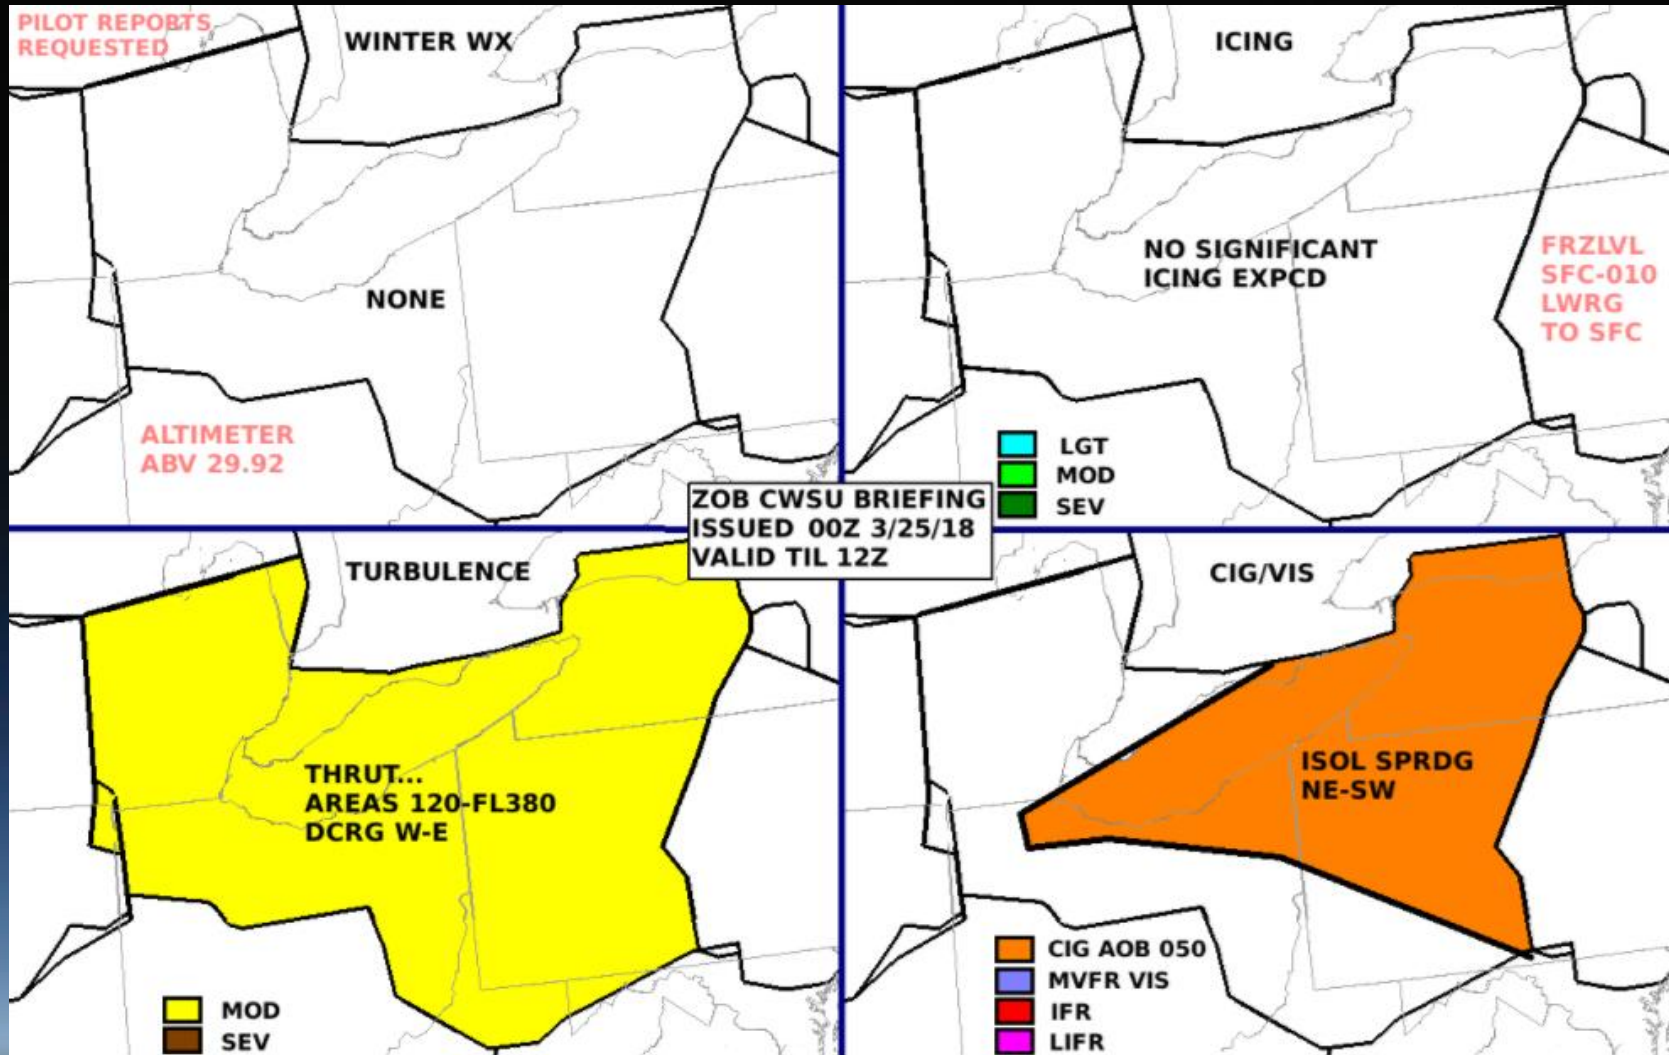 PILOT REPORTS
REQUESTED
WINTER WX
NONE
ALTIMETER
ABV 29.92
ICING
NO SIGNIFICANT
ICING EXPCD
FRZLVL
SFC-010
LWRG
TO SFC
LGT
MOD
SEV
ZOB CWSU BRIEFING
ISSUED 00Z 3/25/18
VALID TIL 12Z
TURBULENCE
THRUT...
AREAS 120-FL380
DCRG W-E
MOD
SEV
CIG/VIS
ISOL SPRDG
NE-SW
CIG AOB 050
MVFR VIS
IFR
LIFR